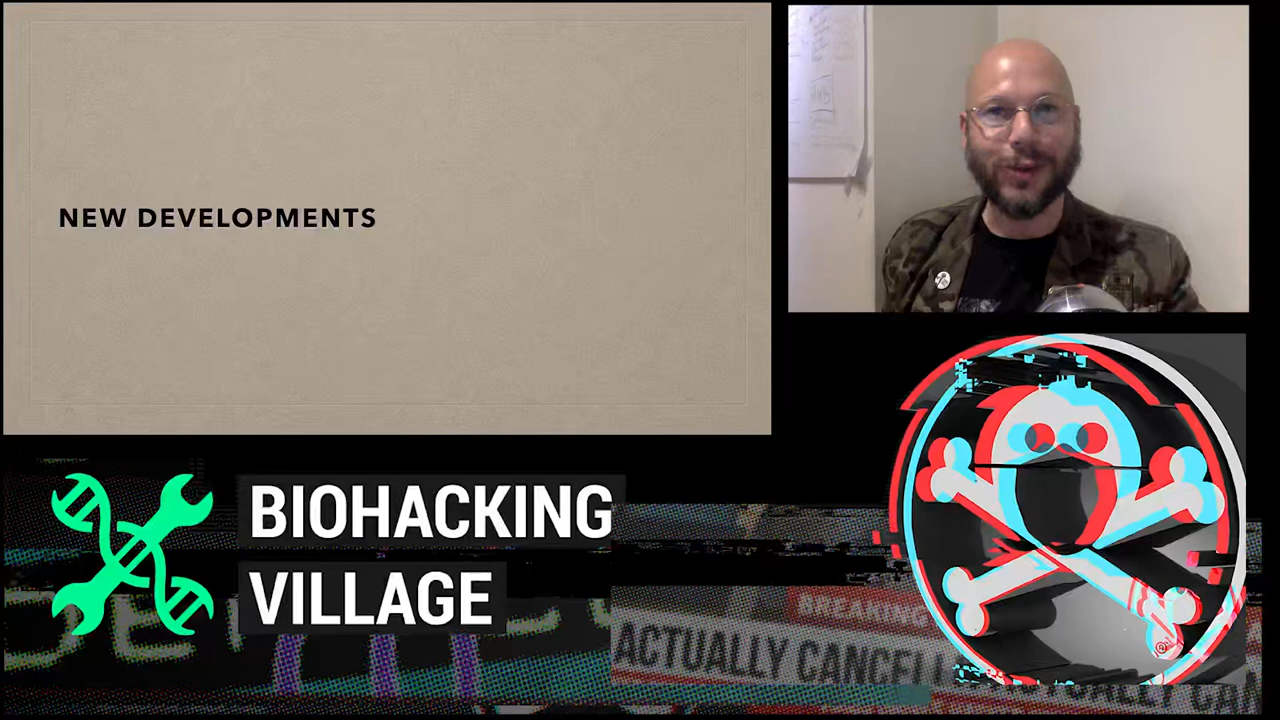 NEW DEVELOPMENTS
BIOHACKING
VILLAGE
BREAKING
ACTUALLY CANCEL